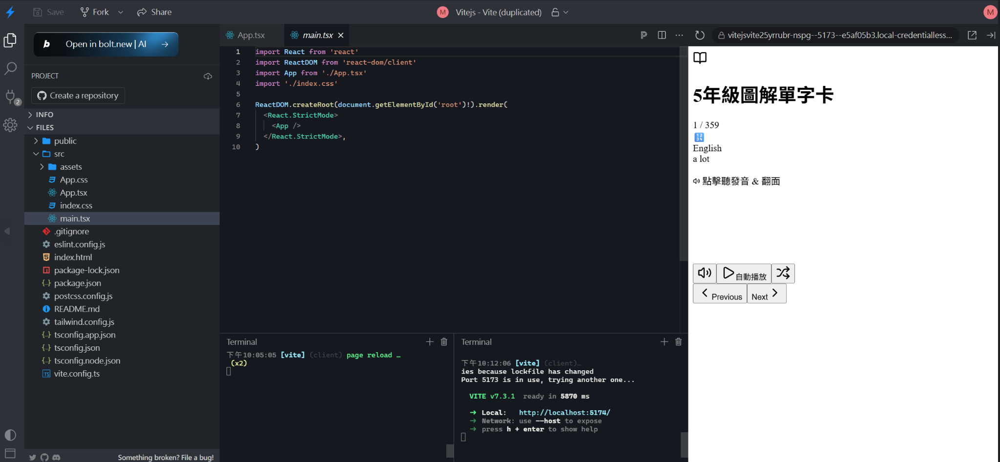 Save
Fork
Share
M
Vitejs - Vite (duplicated)
M
Open in bolt.new | AI
PROJECT
Create a repository
2
INFO
FILES
public
src
assets
App.css
App.tsx
index.css
main.tsx
.gitignore
eslint.config.js
index.html
package-lock.json
package.json
postcss.config.js
README.md
tailwind.config.js
tsconfig.app.json
tsconfig.json
tsconfig.node.json
vite.config.ts
Something broken? File a bug!
App.tsx
main.tsx
1 import React from 'react'
2 import ReactDOM from 'react-dom/client'
3 import App from './App.tsx'
4 import './index.css'
5
6 ReactDOM.createRoot(document.getElementById('root')!).render(
7 <React.StrictMode>
8 <App />
9 </React.StrictMode>,
10 )
Terminal
下午10:05:05 [vite] (client) page reload …
(x2)
Terminal
下午10:12:06 [vite] (client)…
ies because lockfile has changed
Port 5173 is in use, trying another one...
VITE v7.3.1 ready in 5870 ms
➜ Local: http://localhost:5174/
➜ Network: use --host to expose
➜ press h + enter to show help
vitejsvite25yrrubr-nspg--5173--e5af05b3.local-credentialless...
5年級圖解單字卡
1 / 359
🔢
English
a lot
點擊聽發音 & 翻面
自動播放
Previous
Next